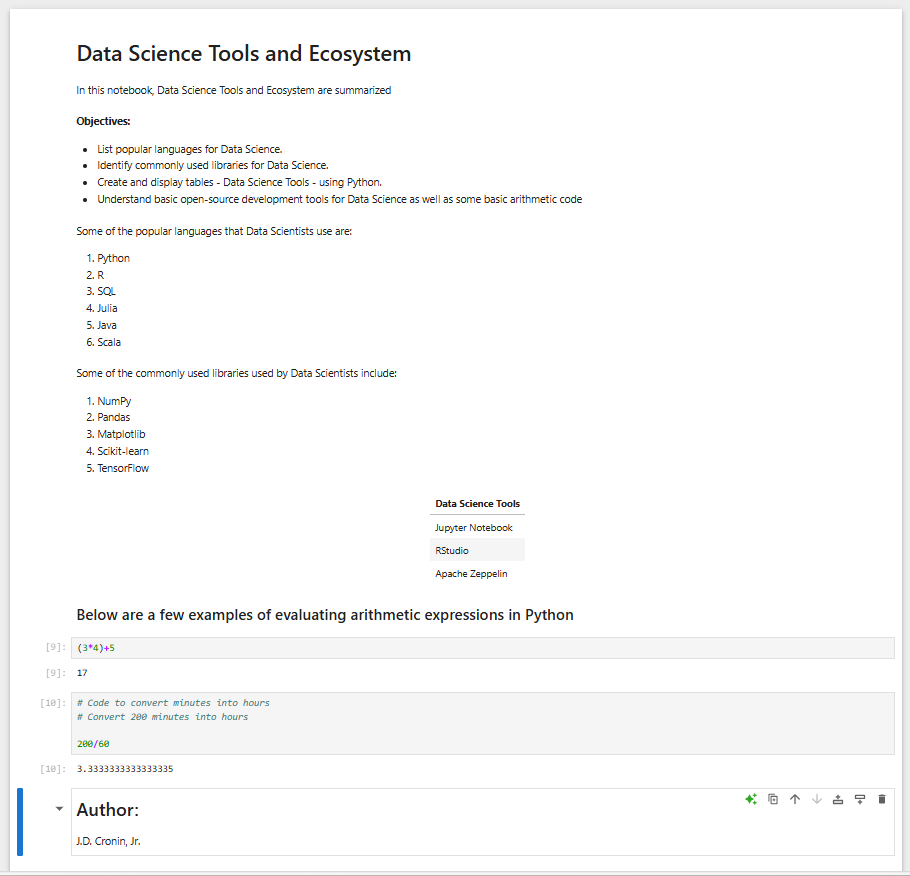 Data Science Tools and Ecosystem
In this notebook, Data Science Tools and Ecosystem are summarized
Objectives:
• List popular languages for Data Science.
• Identify commonly used libraries for Data Science.
• Create and display tables - Data Science Tools - using Python.
• Understand basic open-source development tools for Data Science as well as some basic arithmetic code
Some of the popular languages that Data Scientists use are:
1. Python
2. R
3. SQL
4. Julia
5. Java
6. Scala
Some of the commonly used libraries used by Data Scientists include:
1. NumPy
2. Pandas
3. Matplotlib
4. Scikit-learn
5. TensorFlow
Data Science Tools
Jupyter Notebook
RStudio
Apache Zeppelin
Below are a few examples of evaluating arithmetic expressions in Python
[9]: (3*4)+5
[9]: 17
[10]: # Code to convert minutes into hours
# Convert 200 minutes into hours
200/60
[10]: 3.3333333333333335
Author:
J.D. Cronin, Jr.